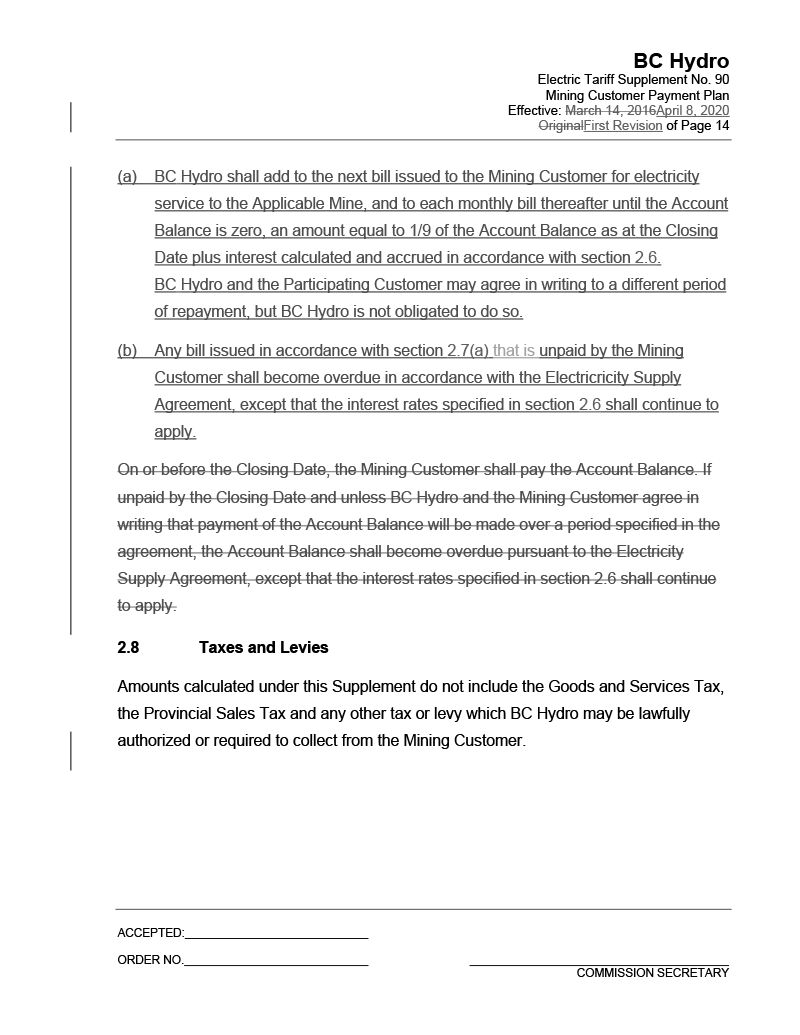 BC Hydro
Electric Tariff Supplement No. 90
Mining Customer Payment Plan
Effective: March 14, 2016April 8, 2020
OriginalFirst Revision of Page 14
(a) BC Hydro shall add to the next bill issued to the Mining Customer for electricity
service to the Applicable Mine, and to each monthly bill thereafter until the Account
Balance is zero, an amount equal to 1/9 of the Account Balance as at the Closing
Date plus interest calculated and accrued in accordance with section 2.6.
BC Hydro and the Participating Customer may agree in writing to a different period
of repayment, but BC Hydro is not obligated to do so.
(b) Any bill issued in accordance with section 2.7(a) that is unpaid by the Mining
Customer shall become overdue in accordance with the Electricricity Supply
Agreement, except that the interest rates specified in section 2.6 shall continue to
apply.
On or before the Closing Date, the Mining Customer shall pay the Account Balance. If
unpaid by the Closing Date and unless BC Hydro and the Mining Customer agree in
writing that payment of the Account Balance will be made over a period specified in the
agreement, the Account Balance shall become overdue pursuant to the Electricity
Supply Agreement, except that the interest rates specified in section 2.6 shall continue
to apply.
2.8 Taxes and Levies
Amounts calculated under this Supplement do not include the Goods and Services Tax,
the Provincial Sales Tax and any other tax or levy which BC Hydro may be lawfully
authorized or required to collect from the Mining Customer.
ACCEPTED:
ORDER NO.
COMMISSION SECRETARY